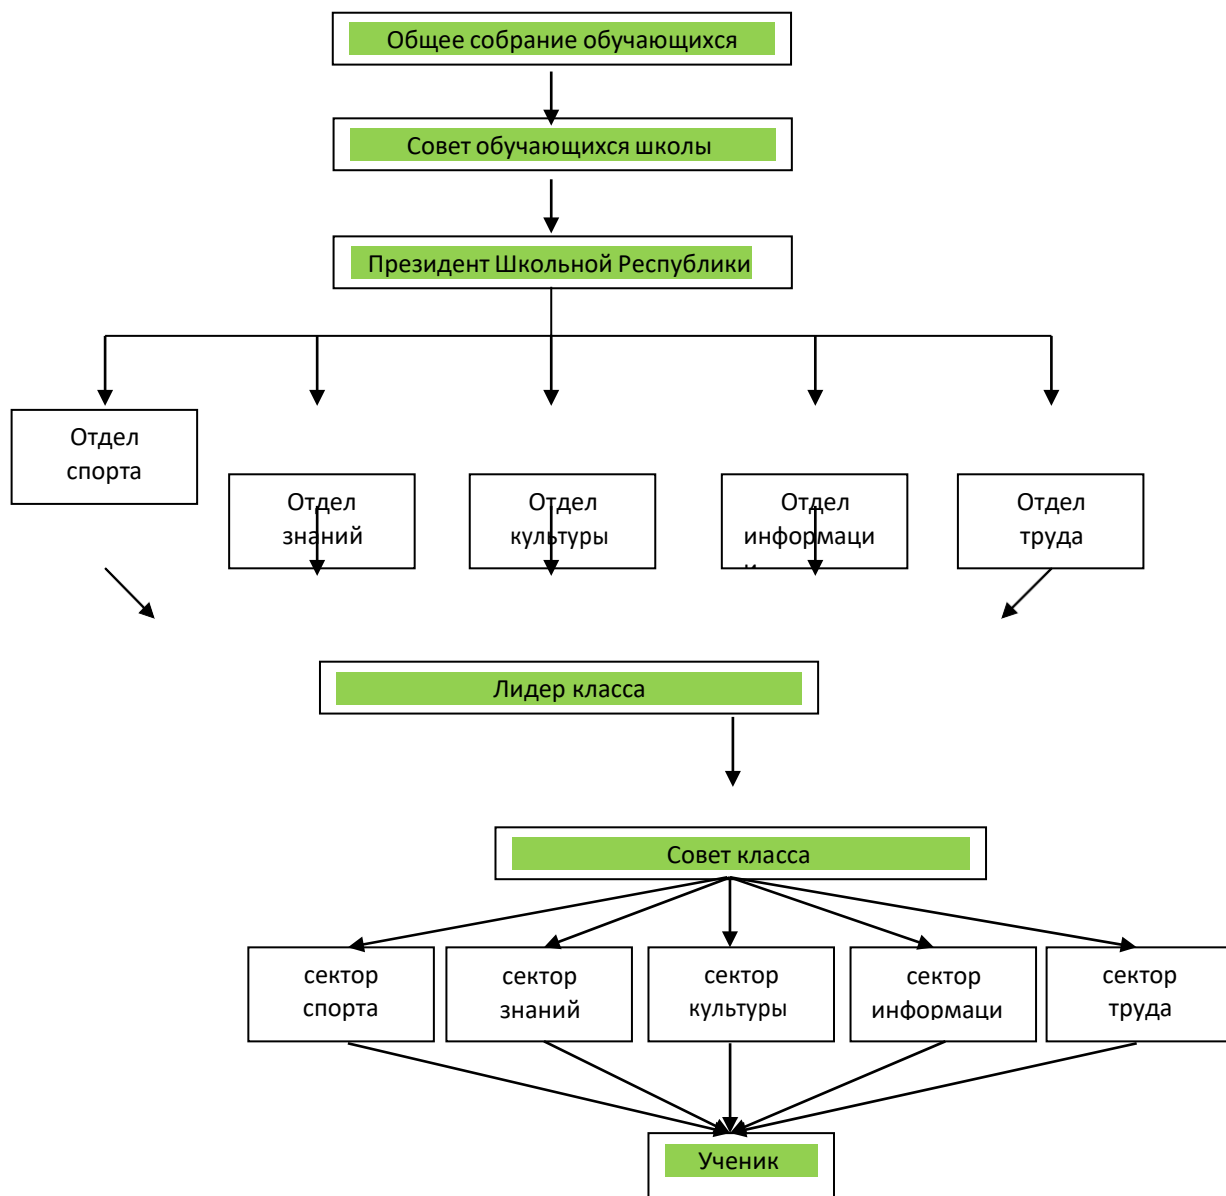 Общее собрание обучающихся
Совет обучающихся школы
Президент Школьной Республики
Отдел
спорта
Отдел
знаний
Отдел
культуры
Отдел
информаци
и
Отдел
труда
Лидер класса
Совет класса
сектор
спорта
сектор
знаний
сектор
культуры
сектор
информаци
сектор
труда
Ученик